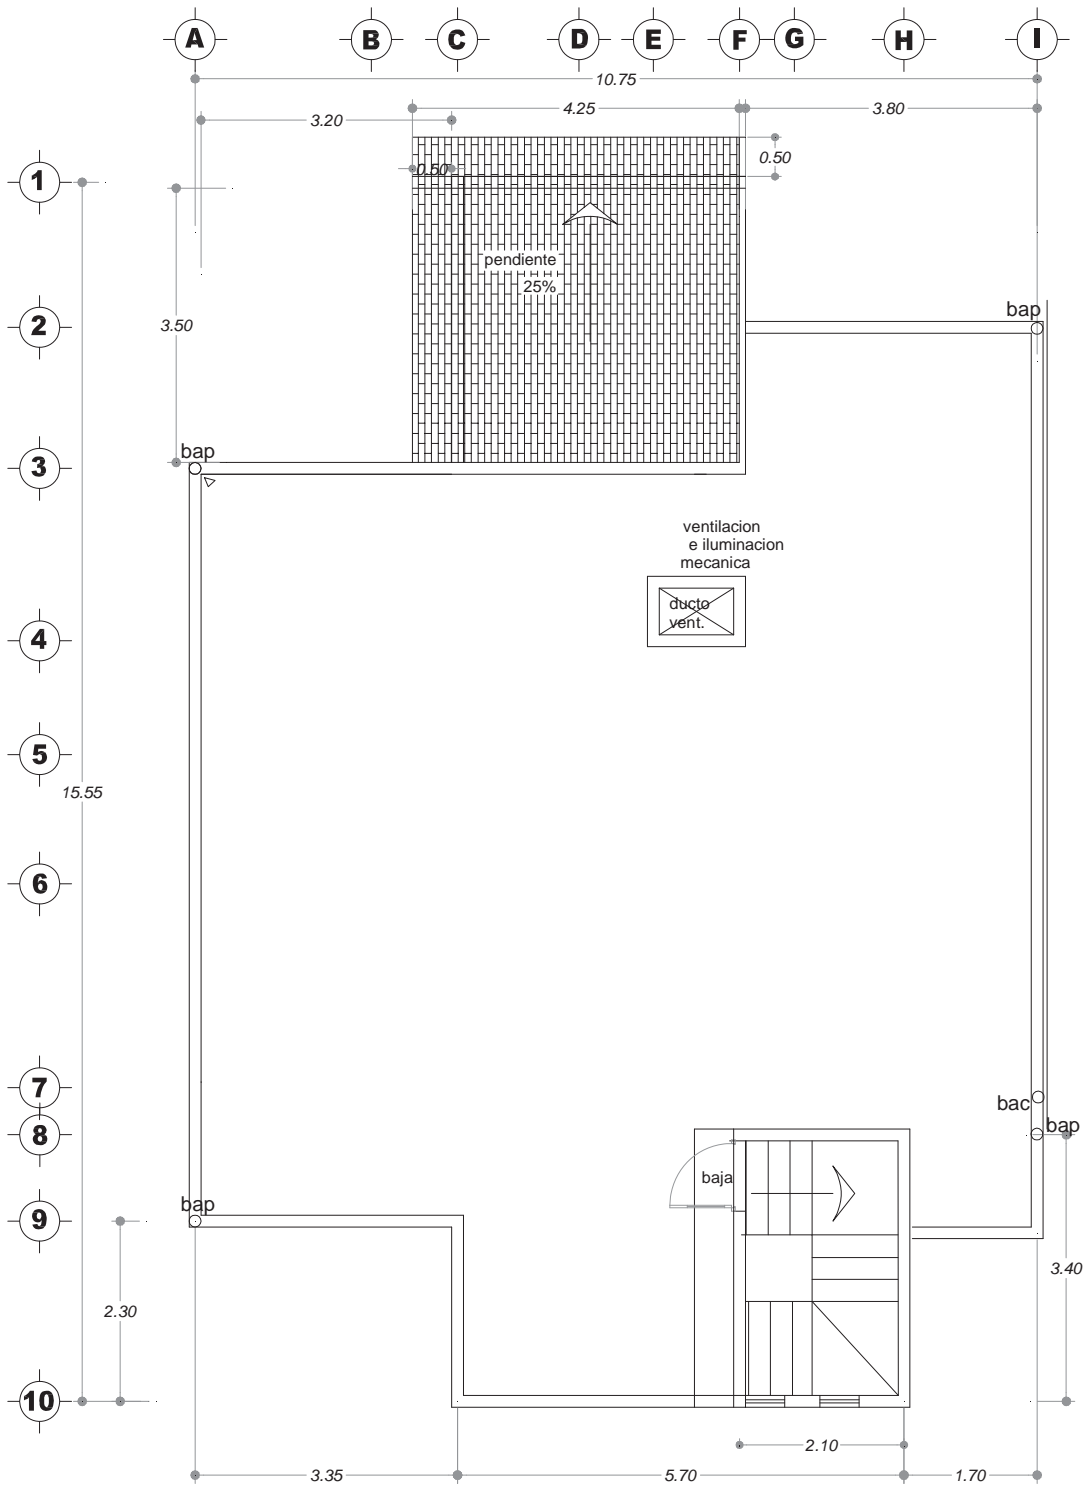 A B C D E F G H I
10.75
4.25 3.80
3.20
0.50
0.50
1
pendiente
25%
bap
2
3.50
bap
3
ventilacion
e iluminacion
mecanica
ducto
vent.
4
5
15.55
6
7
bac
bap
8
baja
bap
9
3.40
2.30
10
2.10
3.35 5.70 1.70